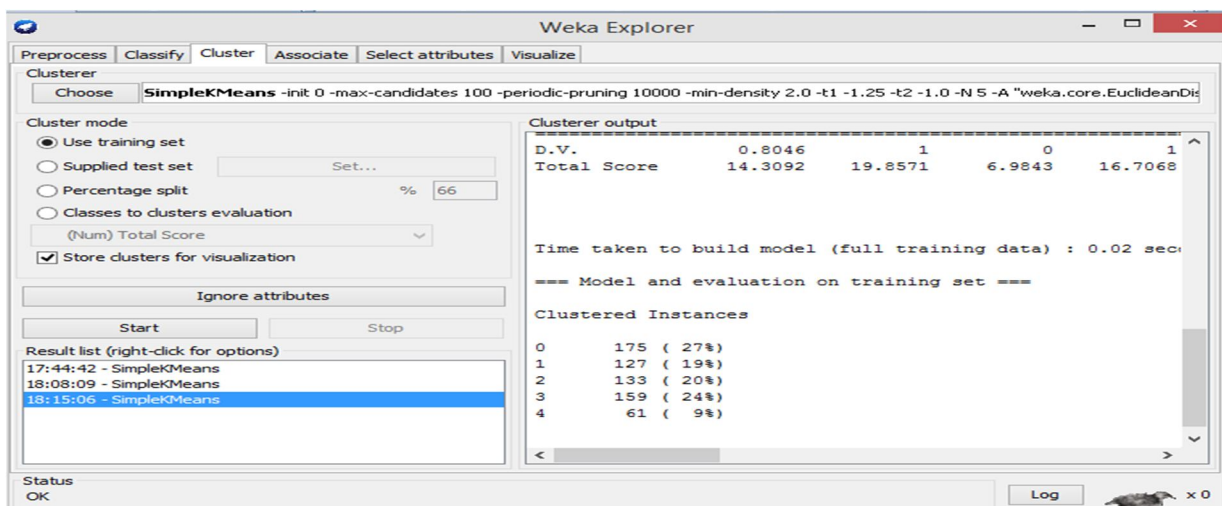 Weka Explorer
Preprocess Classify Cluster Associate Select attributes Visualize
Clusterer
Choose SimpleKMeans -init 0 -max-candidates 100 -periodic-pruning 10000 -min-density 2.0 -t1 -1.25 -t2 -1.0 -N 5 -A "weka.core.EuclideanDis
Cluster mode
Use training set
Supplied test set Set...
Percentage split % 66
Classes to clusters evaluation
(Num) Total Score
Store clusters for visualization
Ignore attributes
Start Stop
Result list (right-click for options)
17:44:42 - SimpleKMeans
18:08:09 - SimpleKMeans
18:15:06 - SimpleKMeans
Clusterer output
D.V. 0.8046 1 0 1
Total Score 14.3092 19.8571 6.9843 16.7068
Time taken to build model (full training data) : 0.02 seco
=== Model and evaluation on training set ===
Clustered Instances
0 175 ( 27%)
1 127 ( 19%)
2 133 ( 20%)
3 159 ( 24%)
4 61 ( 9%)
Status
OK
Log x 0